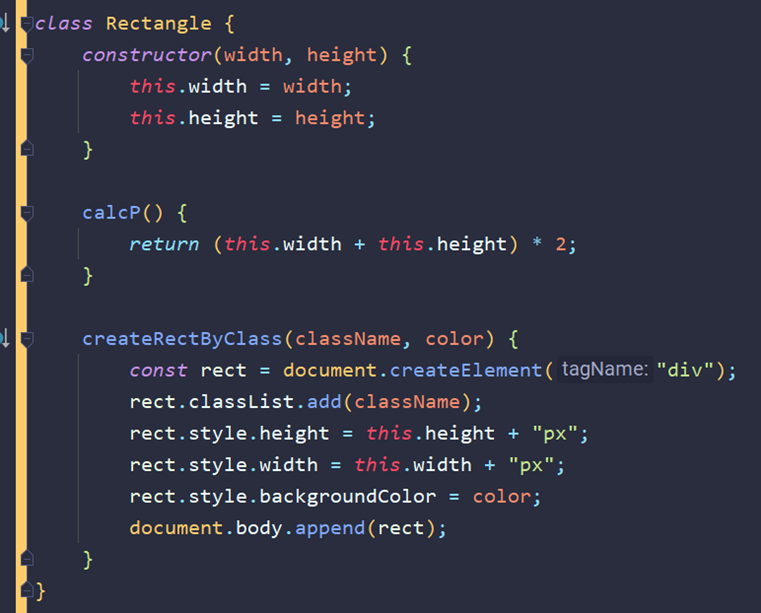 class Rectangle {
    constructor(width, height) {
        this.width = width;
        this.height = height;
    }

    calcP() {
        return (this.width + this.height) * 2;
    }

    createRectByClass(className, color) {
        const rect = document.createElement( tagName: "div");
        rect.classList.add(className);
        rect.style.height = this.height + "px";
        rect.style.width = this.width + "px";
        rect.style.backgroundColor = color;
        document.body.append(rect);
    }
}